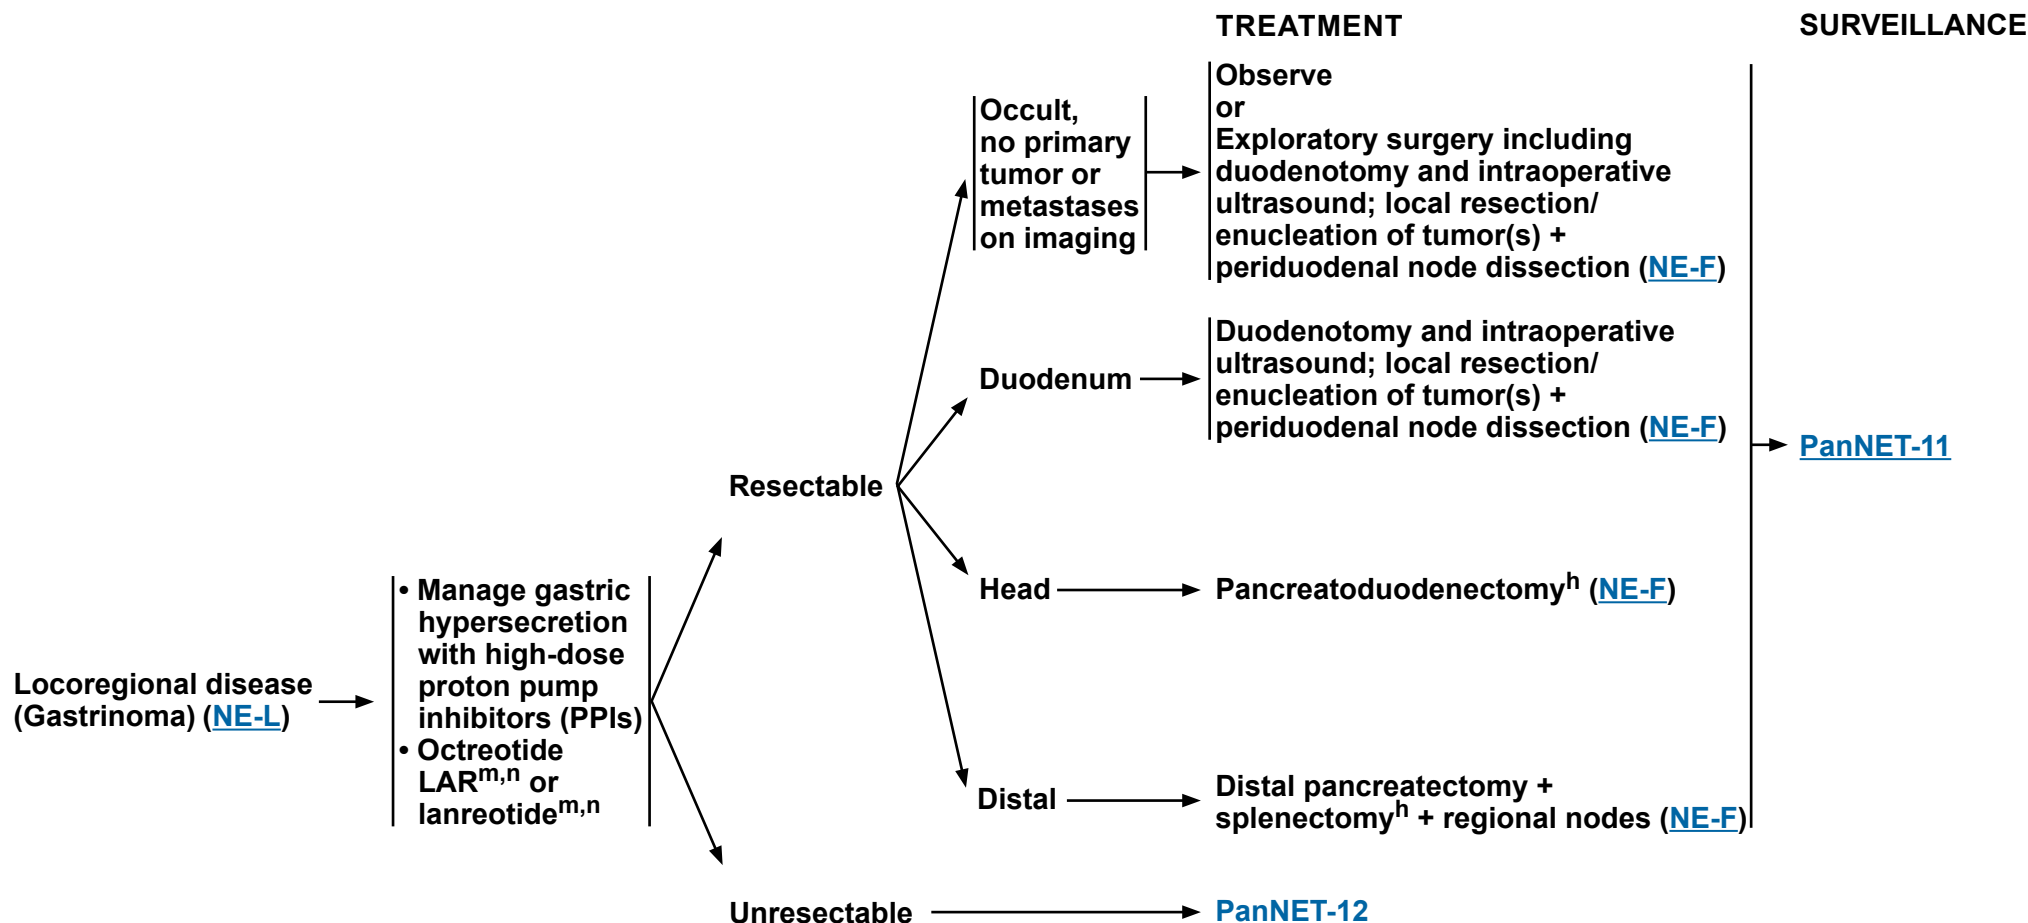 TREATMENT
SURVEILLANCE
Locoregional disease
(Gastrinoma) (NE-L)
• Manage gastric
hypersecretion
with high-dose
proton pump
inhibitors (PPIs)
• Octreotide
LARm,n or
lanreotidem,n
Resectable
Occult,
no primary
tumor or
metastases
on imaging
Observe
or
Exploratory surgery including
duodenotomy and intraoperative
ultrasound; local resection/
enucleation of tumor(s) +
periduodenal node dissection (NE-F)
Duodenum
Duodenotomy and intraoperative
ultrasound; local resection/
enucleation of tumor(s) +
periduodenal node dissection (NE-F)
Head
Pancreatoduodenectomyh (NE-F)
Distal
Distal pancreatectomy +
splenectomyh + regional nodes (NE-F)
PanNET-11
Unresectable
PanNET-12